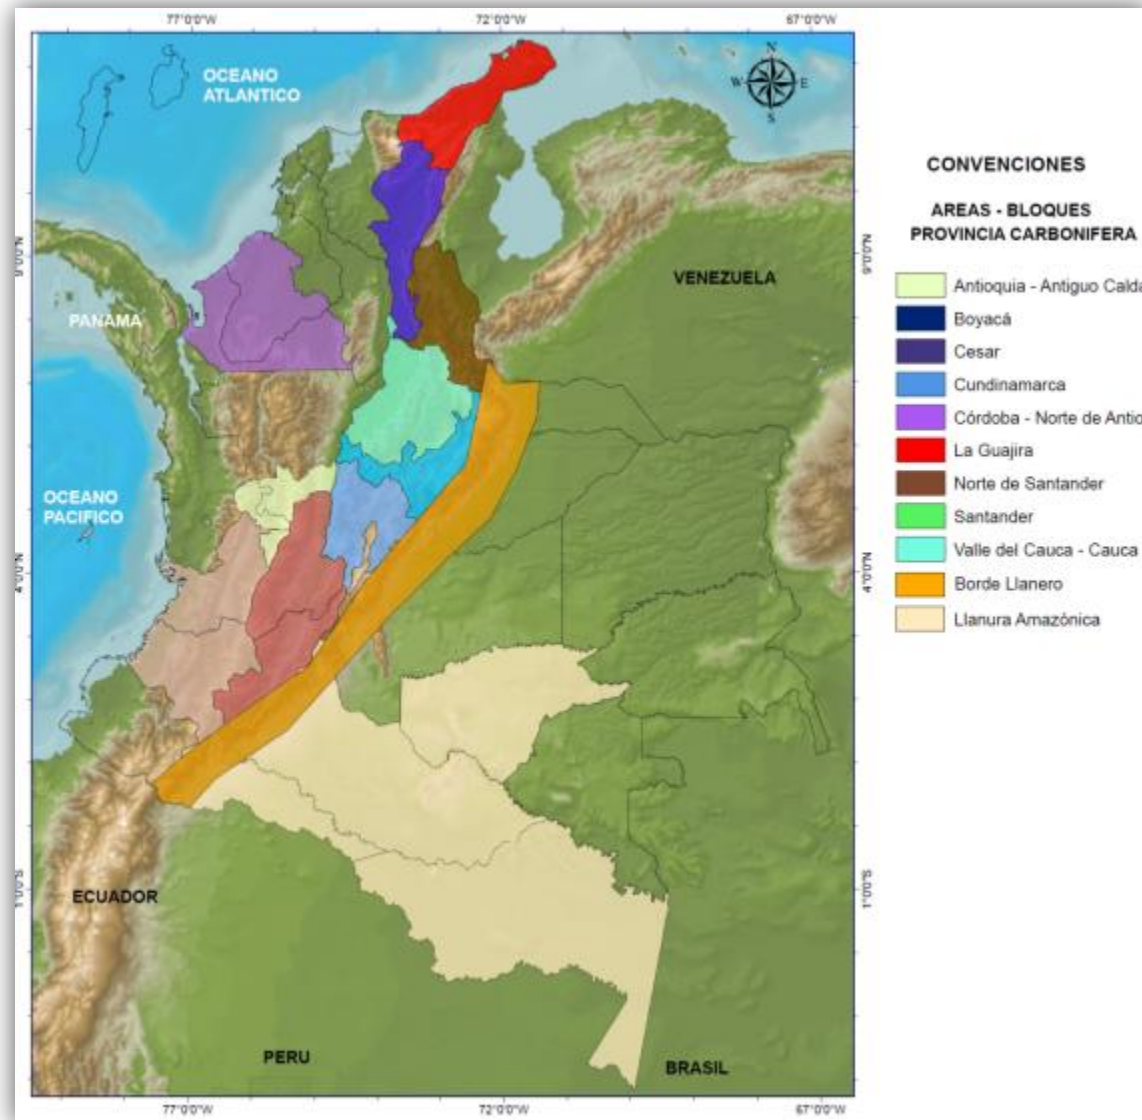 77°0'0"W 72°0'0"W 67°0'0"W
OCEANO
ATLANTICO
N
W E
S
CONVENCIONES
AREAS - BLOQUES
PROVINCIA CARBONIFERA
9°0'0"N 9°0'0"N
VENEZUELA
PANAMA
Antioquia - Antiguo Calda
Boyacá
Cesar
Cundinamarca
Córdoba - Norte de Antio
La Guajira
Norte de Santander
Santander
Valle del Cauca - Cauca
Borde Llanero
Llanura Amazónica
OCEANO
PACIFICO
4°0'0"N 4°0'0"N
1°0'0"S 1°0'0"S
ECUADOR
PERU
BRASIL
77°0'0"W 72°0'0"W 67°0'0"W